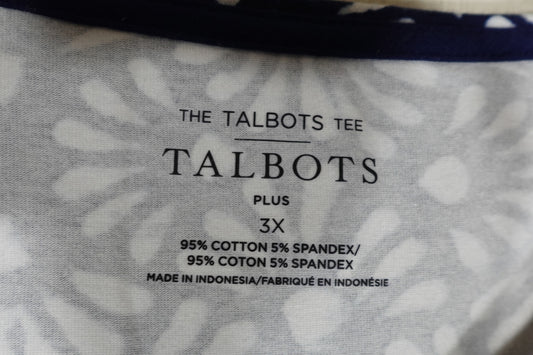 THE TALBOTS TEE
TALBOTS
PLUS
3X
95% COTTON 5% SPANDEX/
95% COTON 5% SPANDEX
MADE IN INDONESIA/FABRIQUÉ EN INDONÉSIE